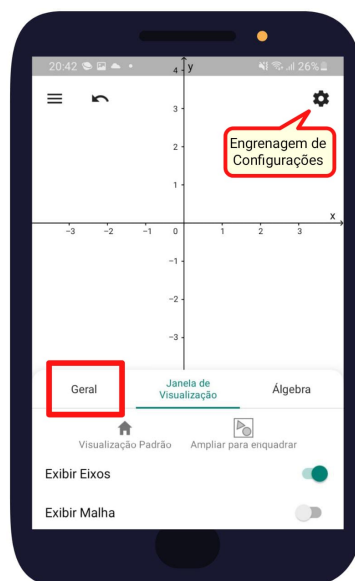 20:42
26%
y
4
3
Engrenagem de
Configurações
2
1
x
-3 -2 -1 0 1 2 3
-1
-2
-3
Geral
Janela de
Visualização
Álgebra
Visualização Padrão
Ampliar para enquadrar
Exibir Eixos
Exibir Malha